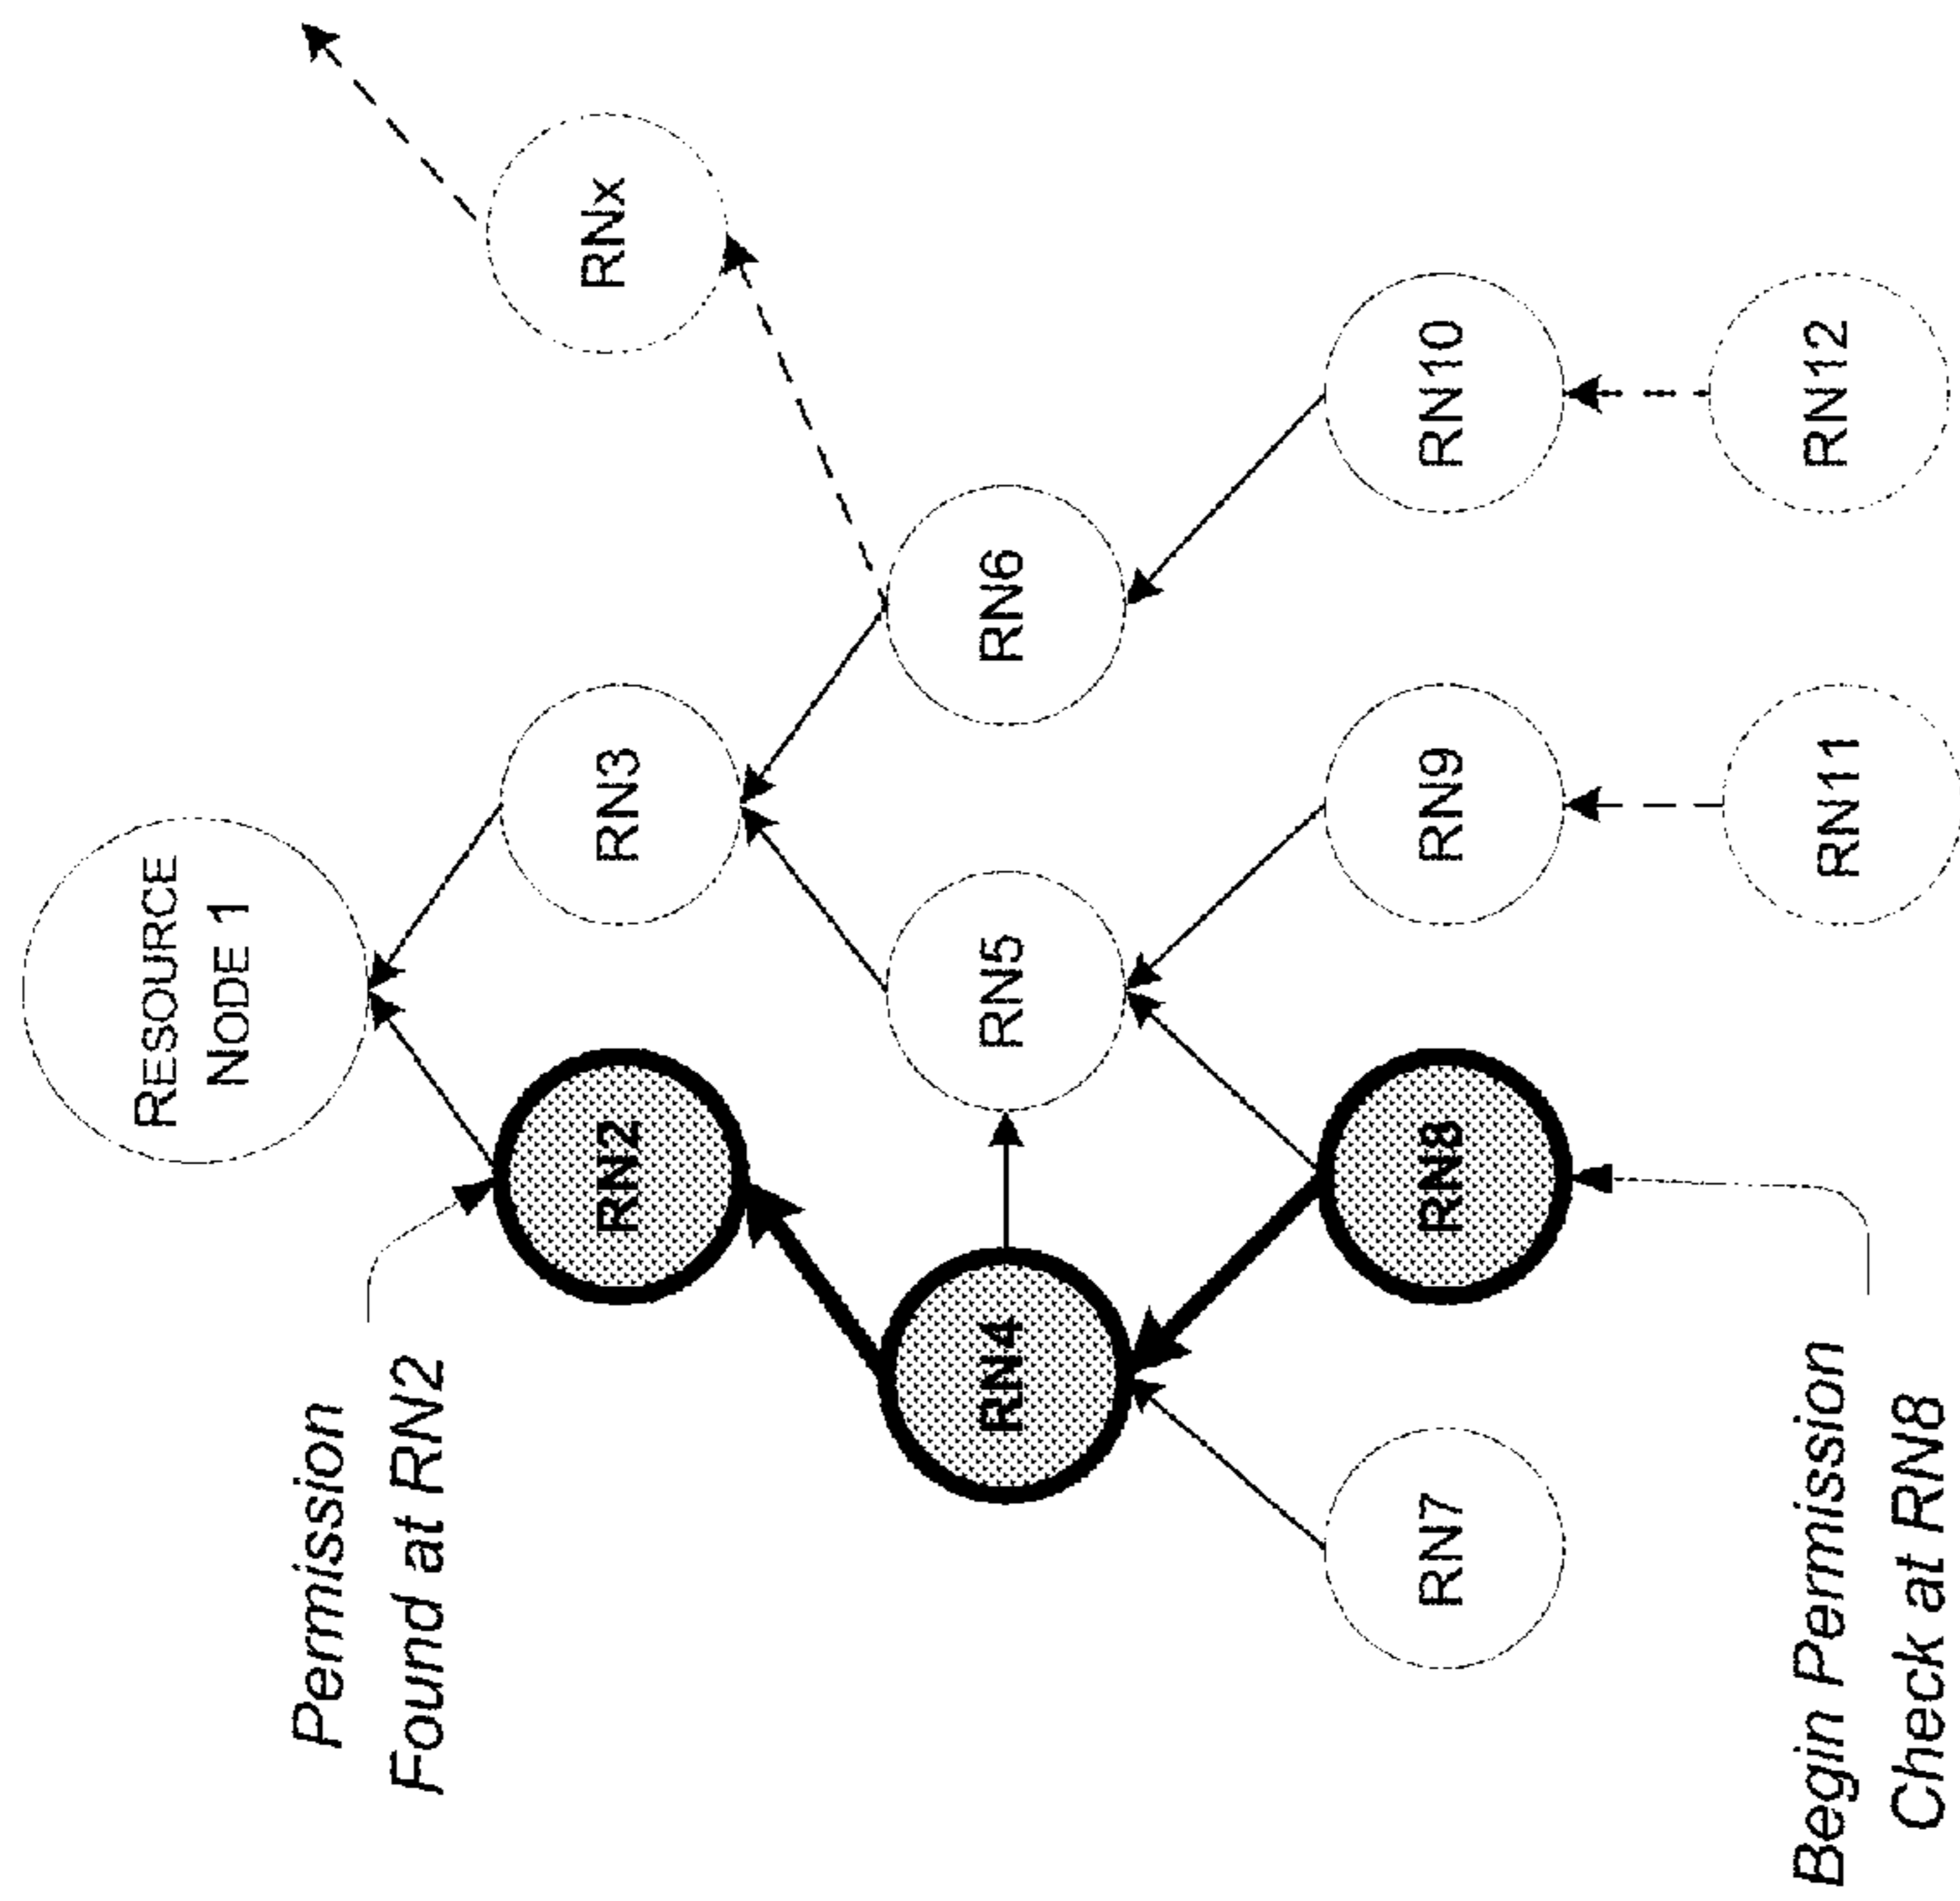 RESOURCE
NODE 1
Permission
Found at RN2
RN2
RN3
RNx
RN4
RN5
RN6
RN7
RN8
RN9
RN10
Begin Permission
Check at RN8
RN11
RN12